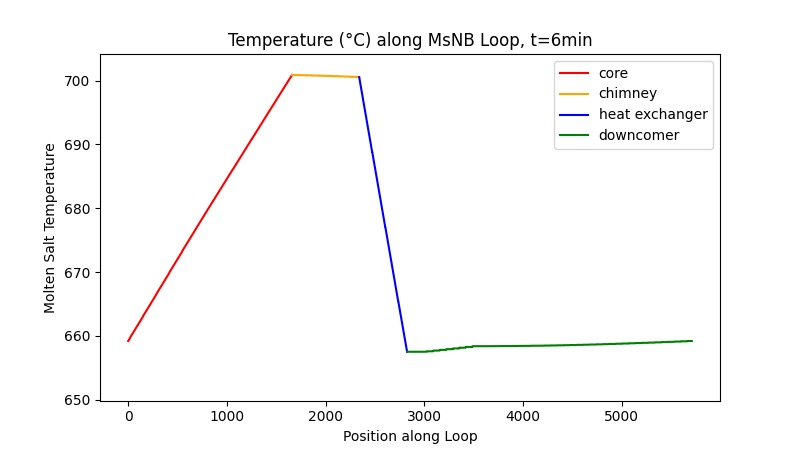 Temperature (°C) along MsNB Loop, t=6min
core
chimney
heat exchanger
downcomer
Molten Salt Temperature
700
690
680
670
660
650
0 1000 2000 3000 4000 5000
Position along Loop